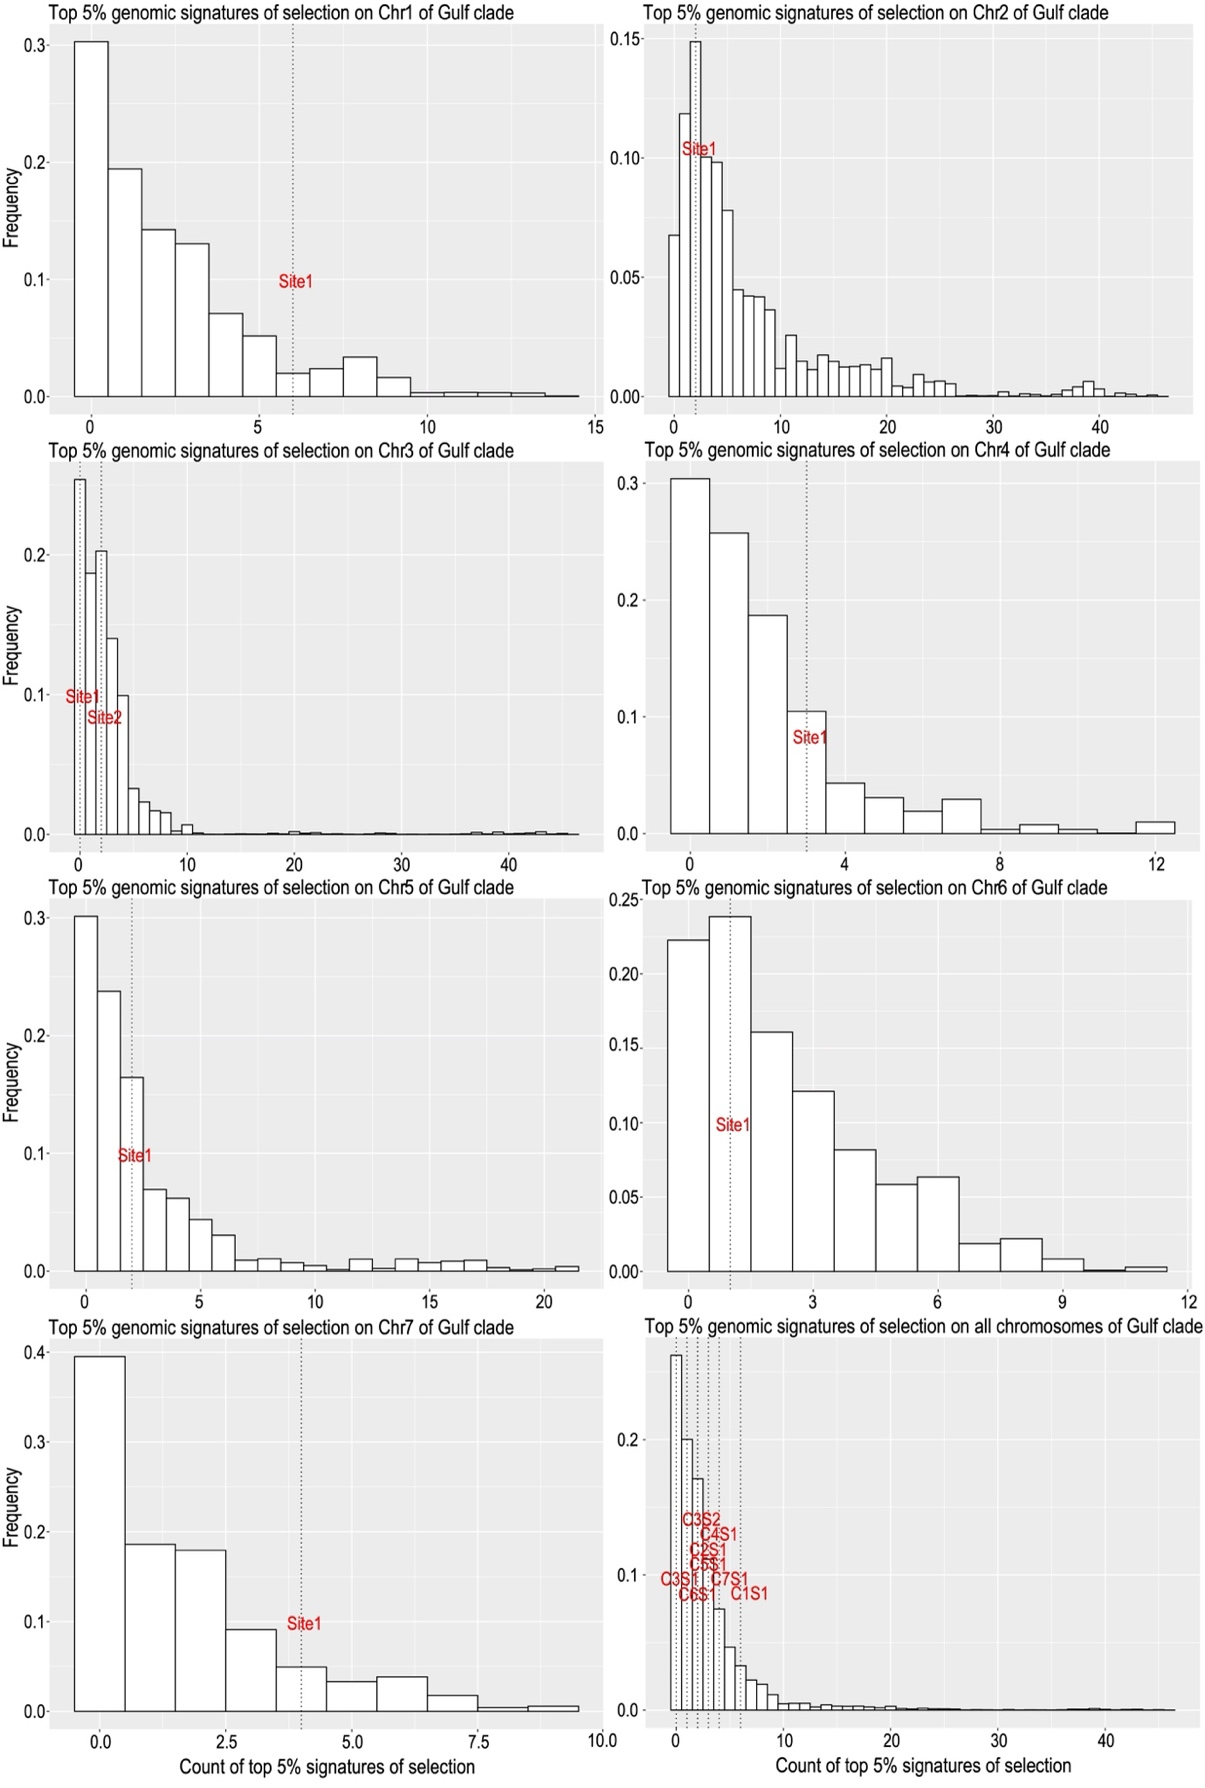 Top 5% genomic signatures of selection on Chr1 of Gulf clade
Frequency
0.3
0.2
0.1
0.0
Site1
0 5 10 15
Top 5% genomic signatures of selection on Chr2 of Gulf clade
0.15
0.10
0.05
0.00
Site1
0 10 20 30 40
Top 5% genomic signatures of selection on Chr3 of Gulf clade
Frequency
0.2
0.1
0.0
Site1
Site2
0 10 20 30 40
Top 5% genomic signatures of selection on Chr4 of Gulf clade
0.3
0.2
0.1
0.0
Site1
0 4 8 12
Top 5% genomic signatures of selection on Chr5 of Gulf clade
Frequency
0.3
0.2
0.1
0.0
Site1
0 5 10 15 20
Top 5% genomic signatures of selection on Chr6 of Gulf clade
0.25
0.20
0.15
0.10
0.05
0.00
Site1
0 3 6 9 12
Top 5% genomic signatures of selection on Chr7 of Gulf clade
Frequency
0.4
0.3
0.2
0.1
0.0
Site1
0.0 2.5 5.0 7.5 10.0
Count of top 5% signatures of selection
Top 5% genomic signatures of selection on all chromosomes of Gulf clade
0.2
0.1
0.0
C3S2
C4S1
C2S1
C5S1
C3S1 C7S1
C6S1 C1S1
0 10 20 30 40
Count of top 5% signatures of selection